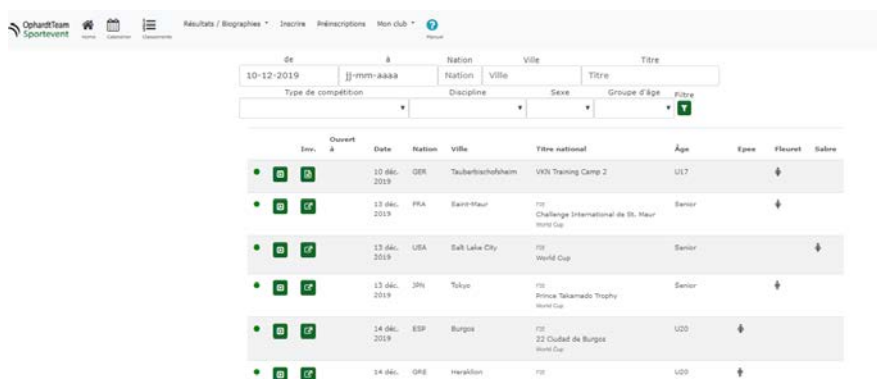 OphardtTeam
Sportevent
Home
Calendrier
Classements
Résultats / Biographies
Inscrire
Préinscriptions
Mon club
Manual
de à Nation Ville Titre
10-12-2019 jj-mm-aaaa Nation Ville Titre
Type de compétition Discipline Sexe Groupe d'âge Filtre
Inv. Ouvert à Date Nation Ville Titre national Âge Epee Fleuret Sabre
10 déc. 2019 GER Tauberbischofsheim VKN Training Camp 2 U17
13 déc. 2019 FRA Saint-Maur FIE
Challenge International de St. Maur
World Cup
Senior
13 déc. 2019 USA Salt Lake City FIE
World Cup
Senior
13 déc. 2019 JPN Tokyo FIE
Prince Takamado Trophy
World Cup
Senior
14 déc. 2019 ESP Burgos FIE
22 Ciudad de Burgos
World Cup
U20
14 déc. GRE Heraklion FIE U20